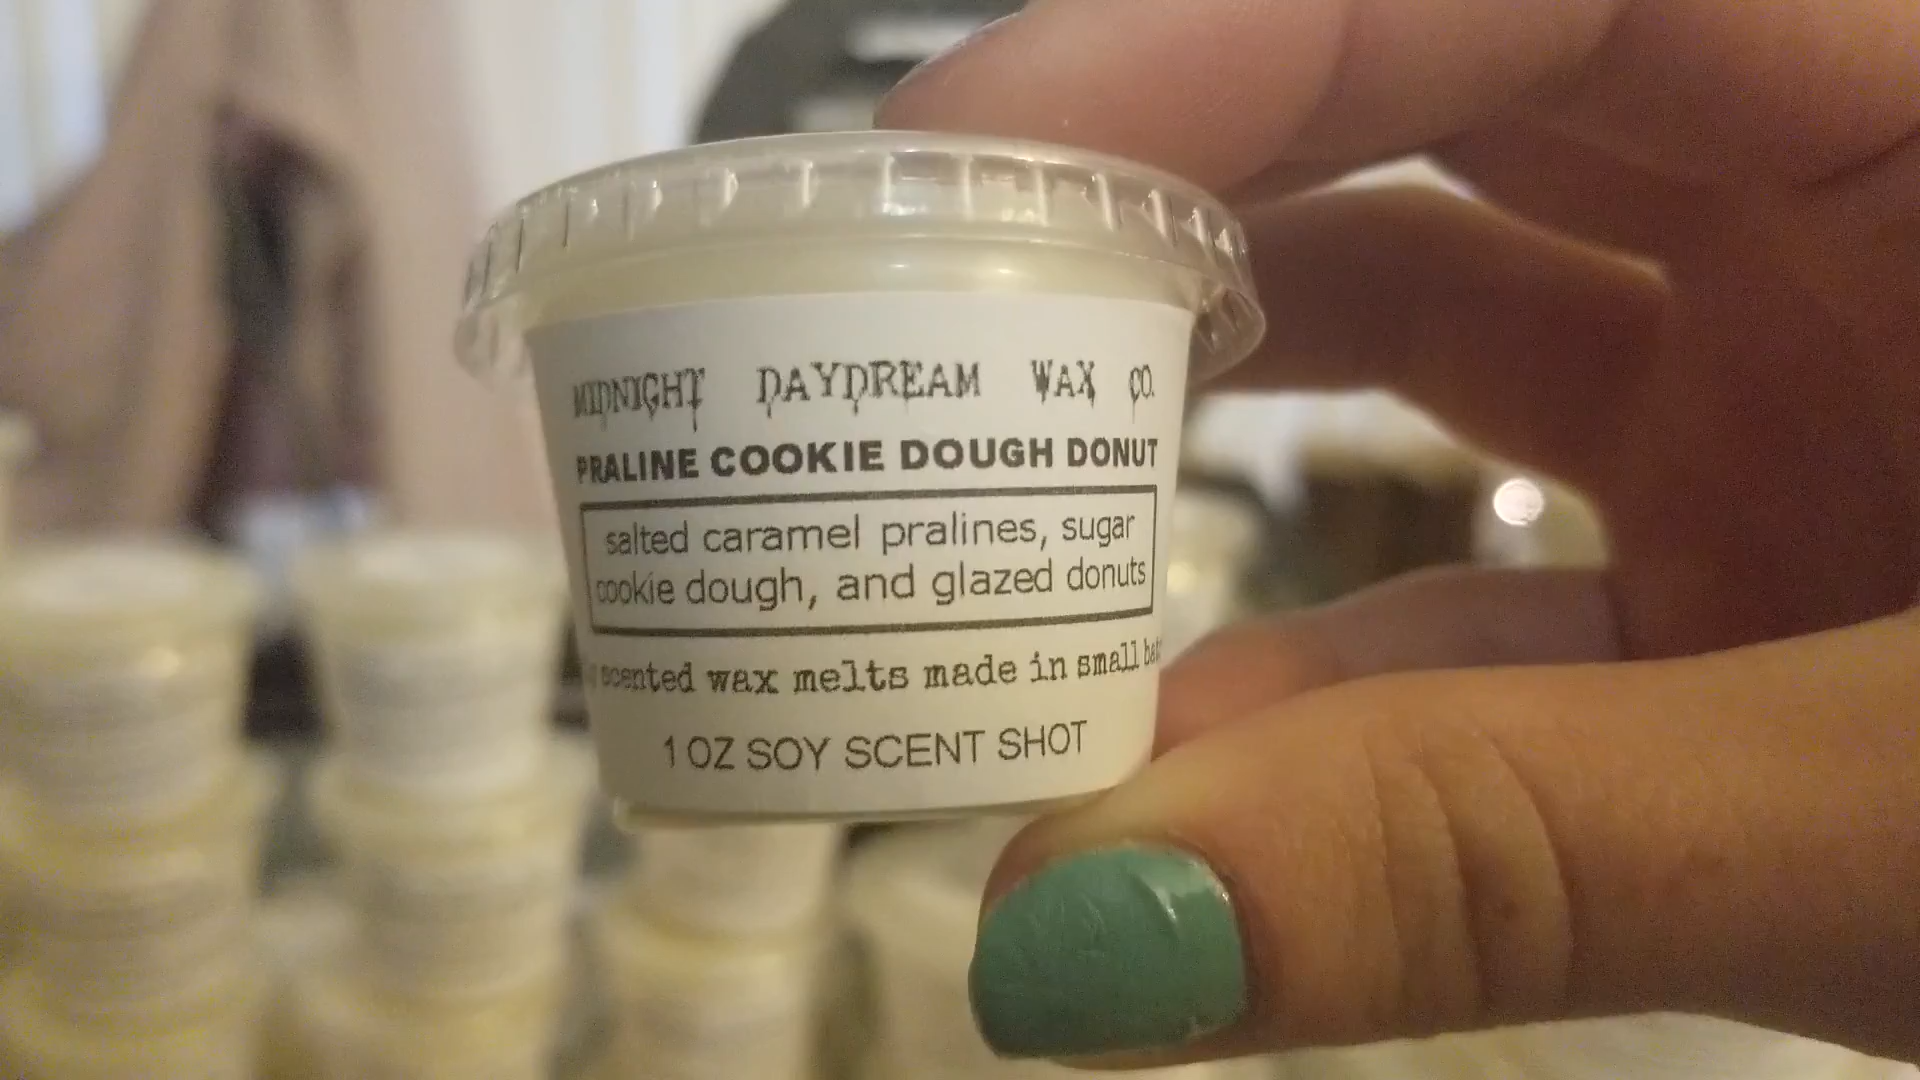 MIDNIGHT DAYDREAM WAX CO.
PRALINE COOKIE DOUGH DONUT
salted caramel pralines, sugar
cookie dough, and glazed donuts
scented wax melts made in small
1 OZ SOY SCENT SHOT